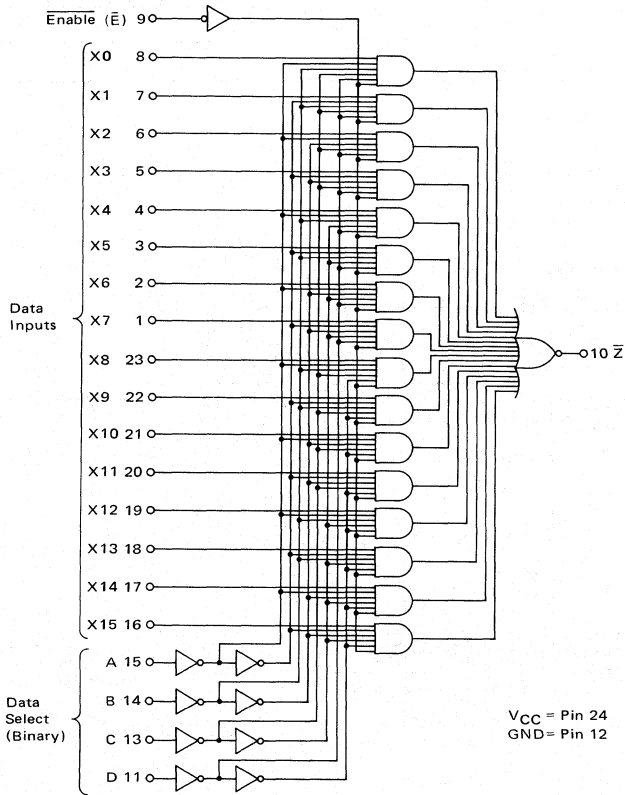 Enable (E̅) 9
X0 8
X1 7
X2 6
X3 5
X4 4
X5 3
X6 2
X7 1
Data
Inputs
X8 23
10 Z̅
X9 22
X10 21
X11 20
X12 19
X13 18
X14 17
X15 16
A 15
Data
Select
(Binary)
B 14
C 13
D 11
VCC = Pin 24
GND= Pin 12